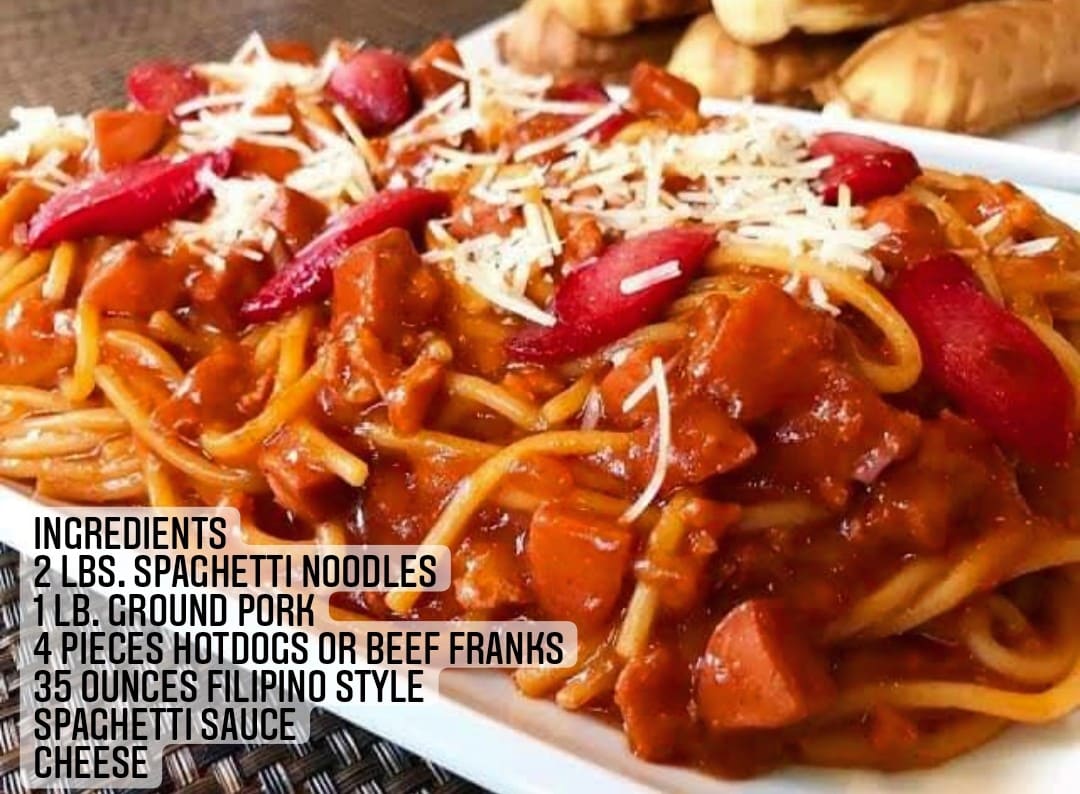 INGREDIENTS
2 LBS. SPAGHETTI NOODLES
1 LB. GROUND PORK
4 PIECES HOTDOGS OR BEEF FRANKS
35 OUNCES FILIPINO STYLE
SPAGHETTI SAUCE
CHEESE